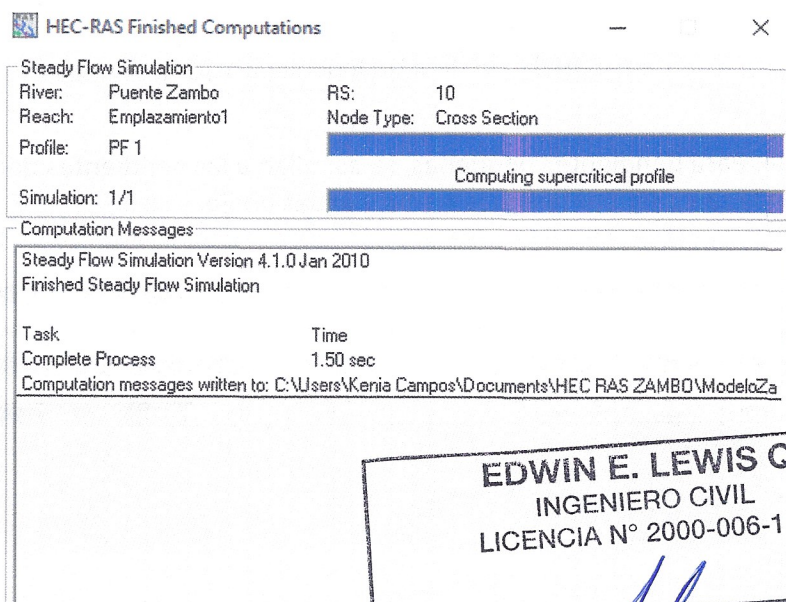 HEC-RAS Finished Computations
Steady Flow Simulation
River: Puente Zambo RS: 10
Reach: Emplazamiento1 Node Type: Cross Section
Profile: PF 1
Computing supercritical profile
Simulation: 1/1
Computation Messages
Steady Flow Simulation Version 4.1.0 Jan 2010
Finished Steady Flow Simulation
Task Time
Complete Process 1.50 sec
Computation messages written to: C:\Users\Kenia Campos\Documents\HEC RAS ZAMBO\ModeloZa
EDWIN E. LEWIS
INGENIERO CIVIL
LICENCIA N° 2000-006-1